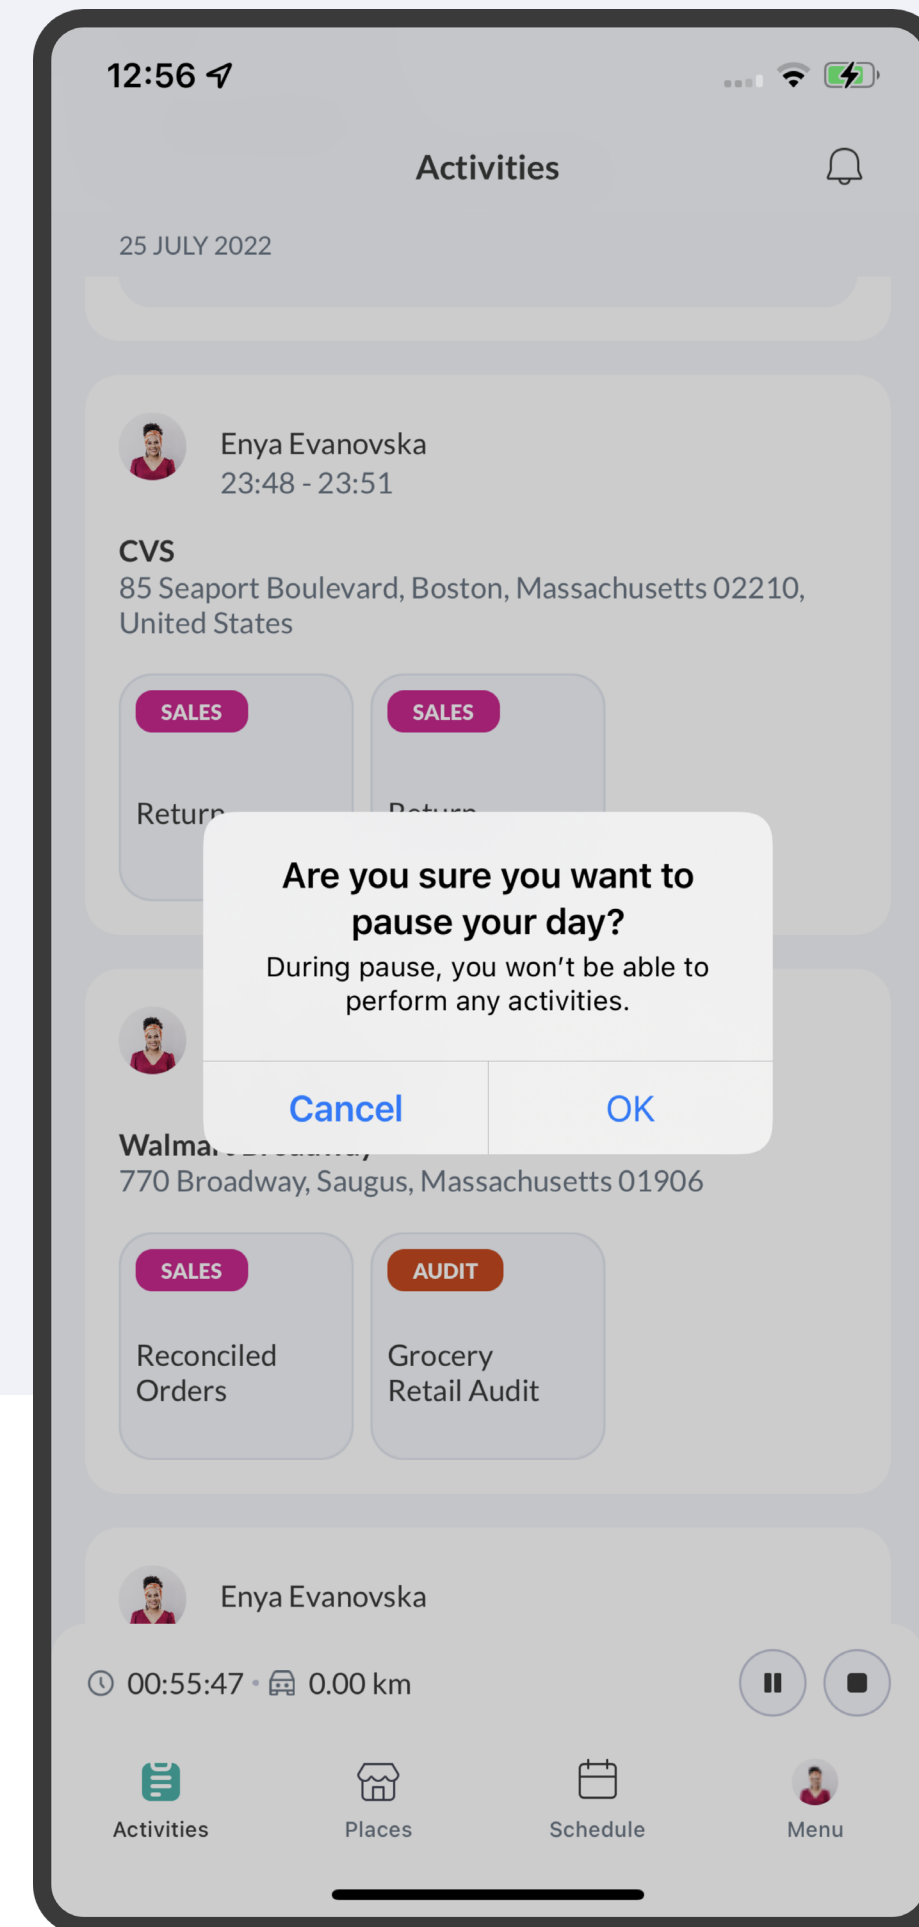 12:56
Activities
25 JULY 2022
Enya Evanovska
23:48 - 23:51
CVS
85 Seaport Boulevard, Boston, Massachusetts 02210,
United States
SALES
SALES
Return
Return
Are you sure you want to
pause your day?
During pause, you won't be able to
perform any activities.
Cancel
OK
770 Broadway, Saugus, Massachusetts 01906
SALES
AUDIT
Reconciled
Orders
Grocery
Retail Audit
Enya Evanovska
00:55:47 • 0.00 km
Activities
Places
Schedule
Menu